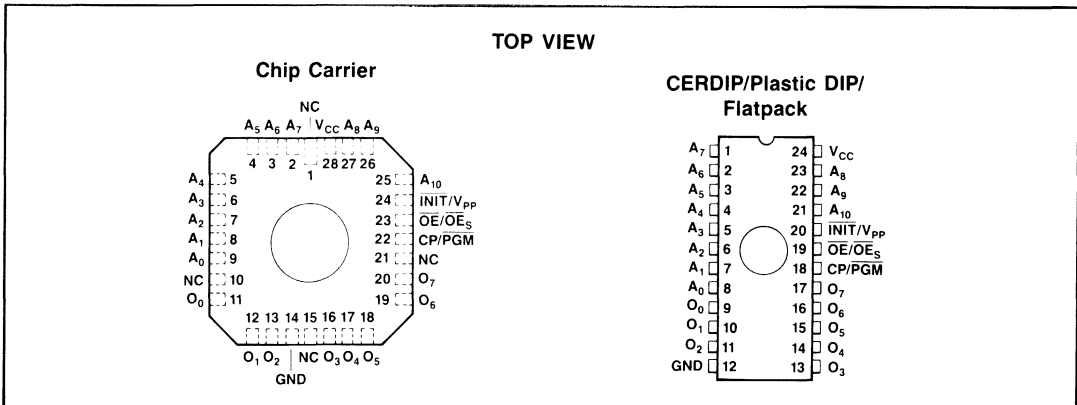 TOP VIEW
Chip Carrier
NC
A5 A6 A7 VCC A8 A9
4 3 2 1 28 27 26
A4 5
A3 6
A2 7
A1 8
A0 9
NC 10
O0 11
25 A10
24 INIT/VPP
23 OE/OES
22 CP/PGM
21 NC
20 O7
19 O6
12 13 14 15 16 17 18
O1 O2 NC O3 O4 O5
GND
CERDIP/Plastic DIP/
Flatpack
A7 1 24 VCC
A6 2 23 A8
A5 3 22 A9
A4 4 21 A10
A3 5 20 INIT/VPP
A2 6 19 OE/OES
A1 7 18 CP/PGM
A0 8 17 O7
O0 9 16 O6
O1 10 15 O5
O2 11 14 O4
GND 12 13 O3